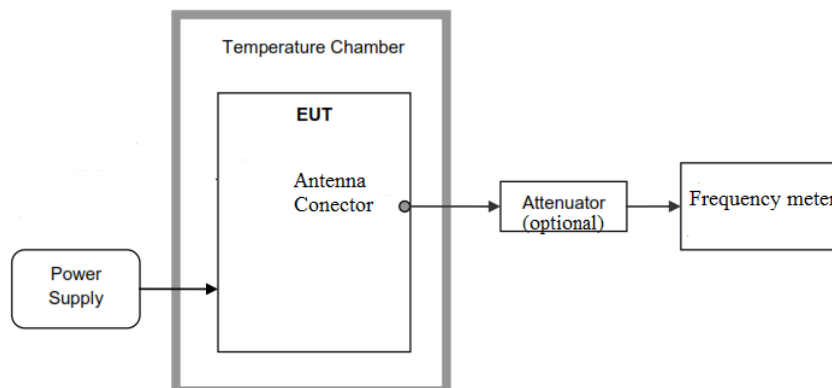 Temperature Chamber
EUT
Antenna
Conector
Attenuator
(optional)
Frequency meter
Power
Supply